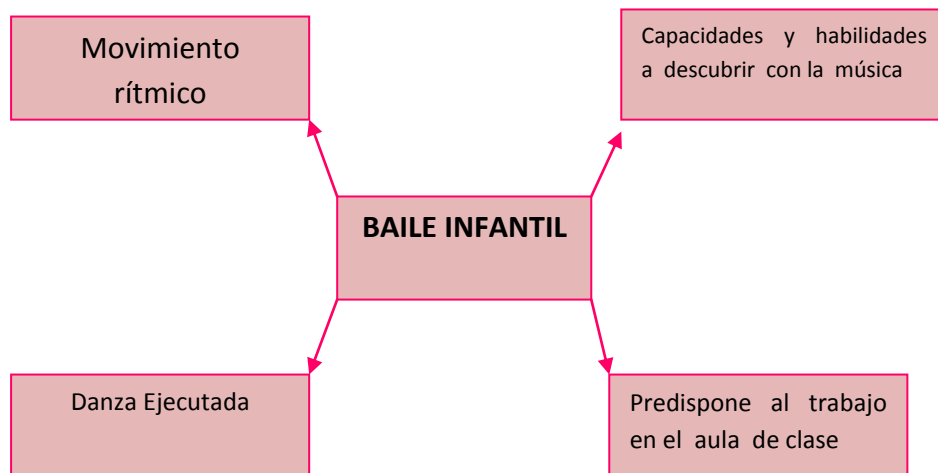 Movimiento
rítmico
Capacidades y habilidades
a descubrir con la música
BAILE INFANTIL
Danza Ejecutada
Predispone al trabajo
en el aula de clase